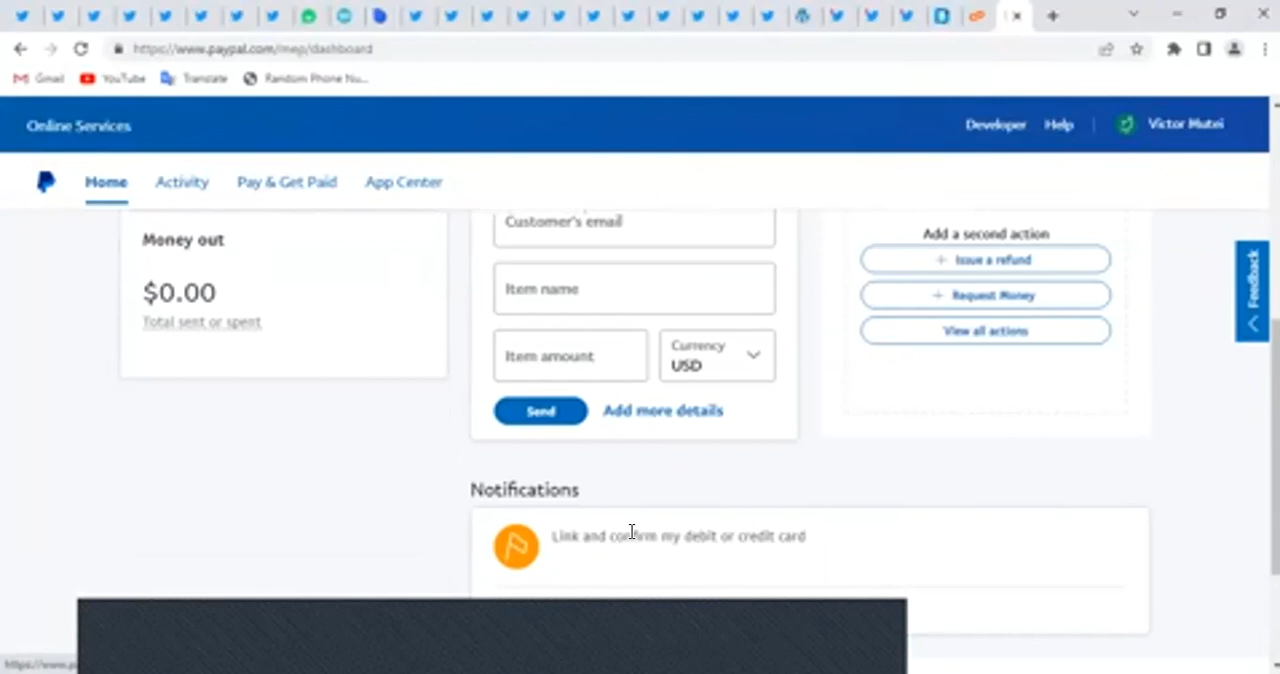 https://www.paypal.com/mep/dashboard
Gmail YouTube Translate Random Phone Nu...
Online Services Developer Help Victor Mutei
Home Activity Pay & Get Paid App Center
Money out
$0.00
Total sent or spent
Customer's email
Item name
Item amount
Currency
USD
Send Add more details
Add a second action
+ Issue a refund
+ Request Money
View all actions
Feedback
Notifications
Link and confirm my debit or credit card